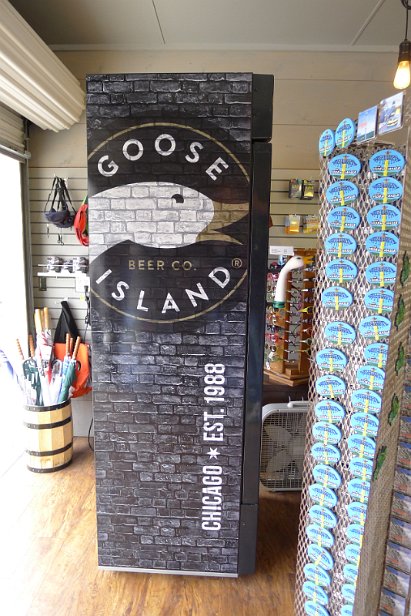 GOOSE
BEER CO.
ISLAND®
CHICAGO * EST. 1988